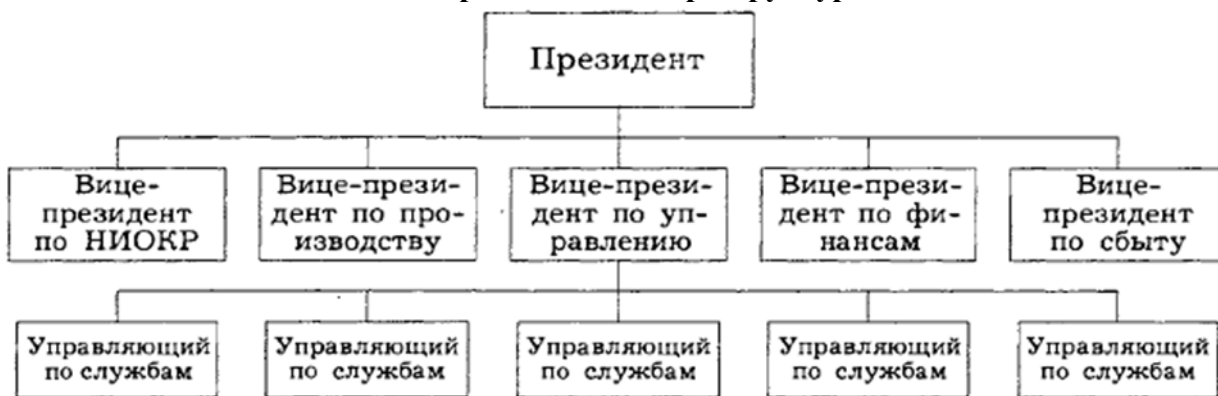 Президент
Вице-
президент
по НИОКР
Вице-прези-
дент по про-
изводству
Вице-прези-
дент по уп-
равлению
Вице-прези-
дент по фи-
нансам
Вице-
президент
по сбыту
Управляющий
по службам
Управляющий
по службам
Управляющий
по службам
Управляющий
по службам
Управляющий
по службам